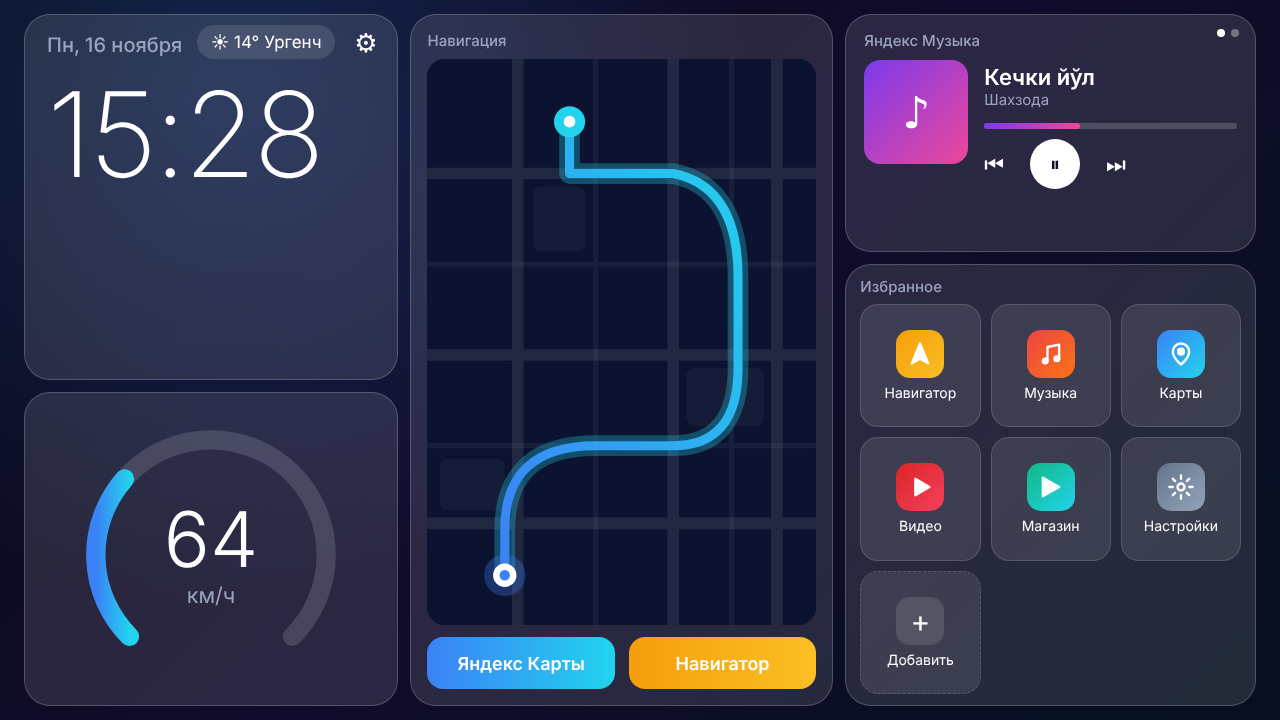 Пн, 16 ноября
14° Ургенч
15:28
64
км/ч
Навигация
Яндекс Карты
Навигатор
Яндекс Музыка
Кечки йўл
Шахзода
Избранное
Навигатор
Музыка
Карты
Видео
Магазин
Настройки
+
Добавить